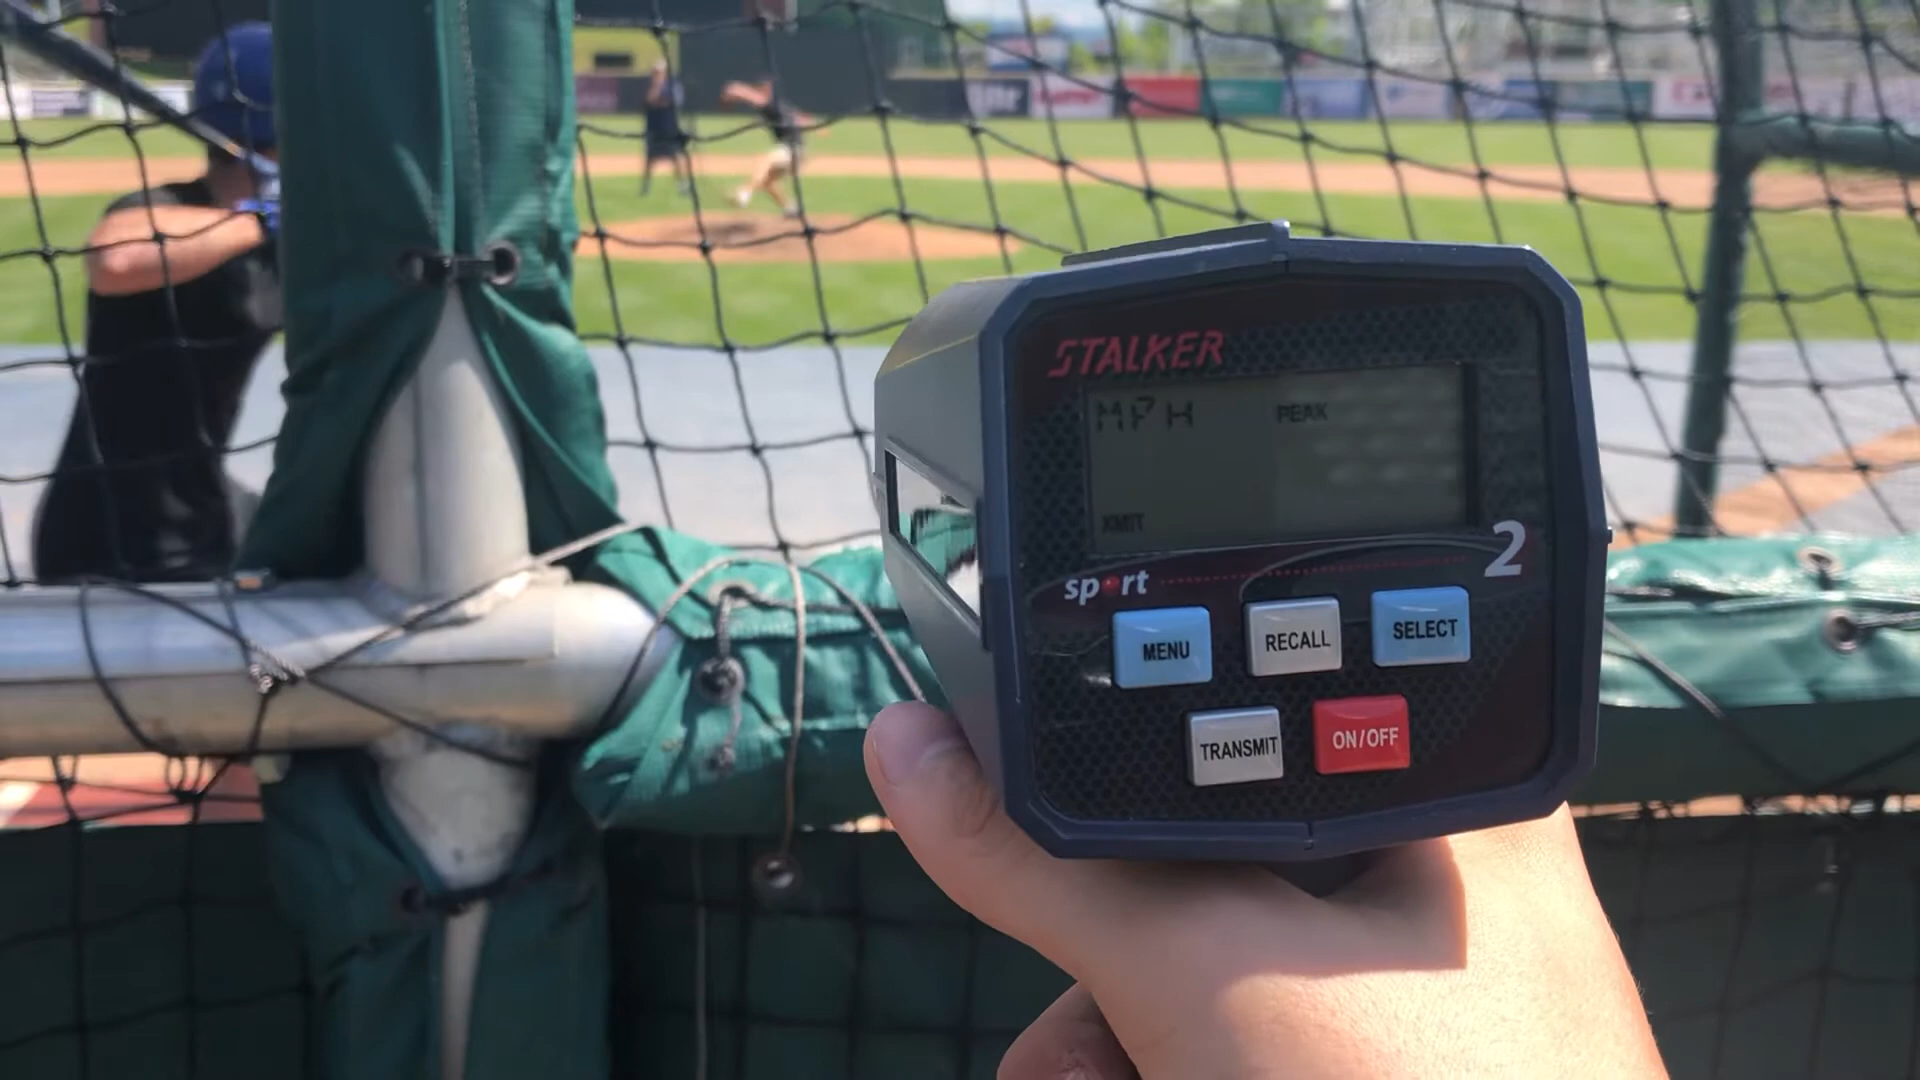 STALKER
MPH PEAK
XMIT
sport 2
MENU RECALL SELECT
TRANSMIT ON/OFF